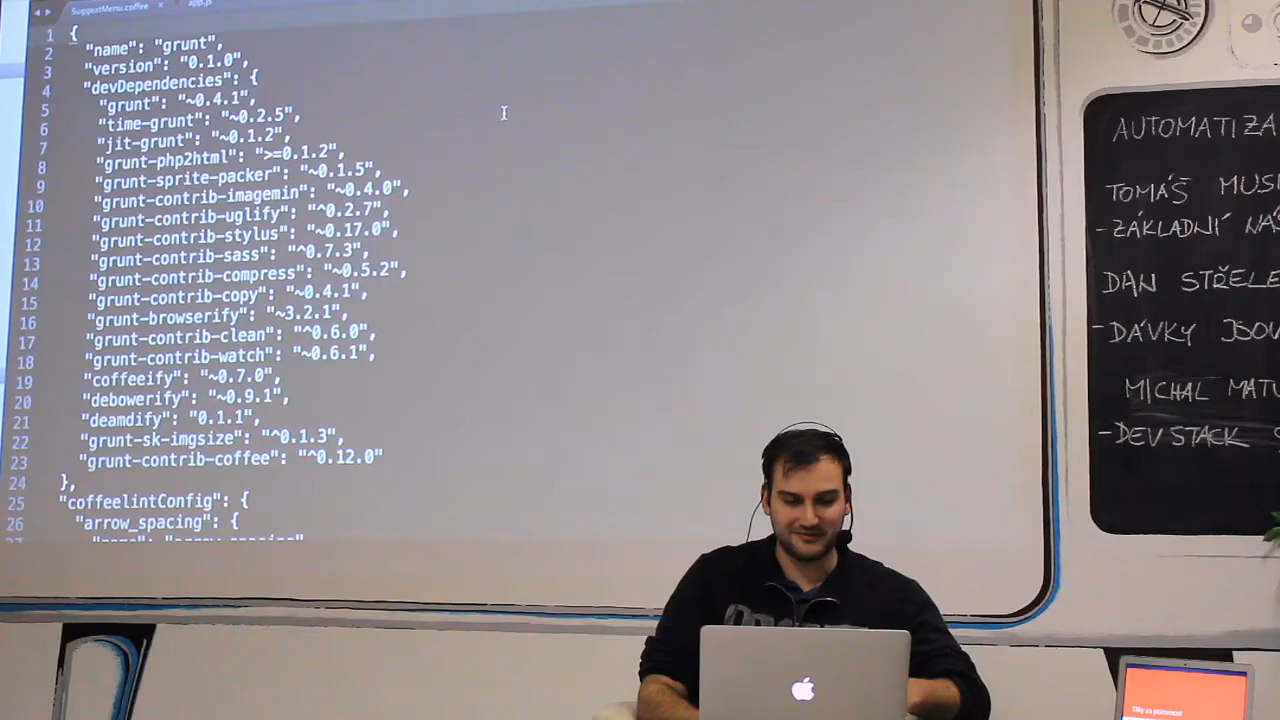 SuggestMenu.coffee × app.js
1 {
2 "name": "grunt",
3 "version": "0.1.0",
4 "devDependencies": {
5 "grunt": "~0.4.1",
6 "time-grunt": "~0.2.5",
7 "jit-grunt": "~0.1.2",
8 "grunt-php2html": ">=0.1.2",
9 "grunt-sprite-packer": "~0.1.5",
10 "grunt-contrib-imagemin": "~0.4.0",
11 "grunt-contrib-uglify": "^0.2.7",
12 "grunt-contrib-stylus": "~0.17.0",
13 "grunt-contrib-sass": "^0.7.3",
14 "grunt-contrib-compress": "~0.5.2",
15 "grunt-contrib-copy": "~0.4.1",
16 "grunt-browserify": "~3.2.1",
17 "grunt-contrib-clean": "^0.6.0",
18 "grunt-contrib-watch": "~0.6.1",
19 "coffeeify": "~0.7.0",
20 "debowerify": "~0.9.1",
21 "deamdify": "0.1.1",
22 "grunt-sk-imgsize": "^0.1.3",
23 "grunt-contrib-coffee": "^0.12.0"
24 },
25 "coffeelintConfig": {
26 "arrow_spacing": {
AUTOMATIZA
TOMÁŠ MUSI
-ZÁKLADNÍ NÁS
DAN STŘELE
-DÁVKY JSOU
MICHAL MATU
-DEVSTACK S
Díky za pozornost